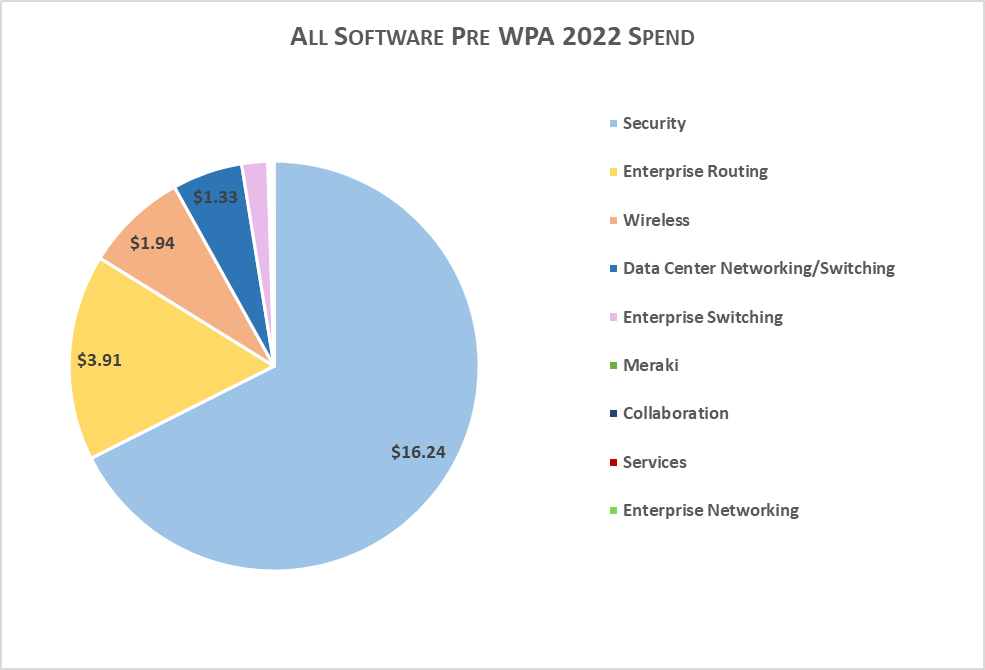 ALL SOFTWARE PRE WPA 2022 SPEND
Security
Enterprise Routing
Wireless
Data Center Networking/Switching
Enterprise Switching
Meraki
Collaboration
Services
Enterprise Networking
$1.33
$1.94
$3.91
$16.24